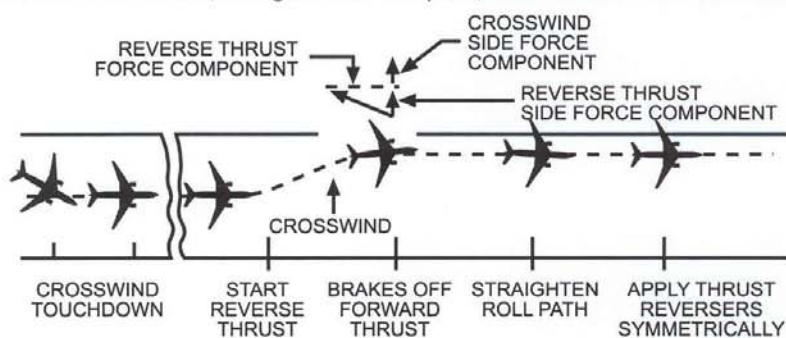 CROSSWIND
SIDE FORCE
COMPONENT
REVERSE THRUST
FORCE COMPONENT
REVERSE THRUST
SIDE FORCE COMPONENT
CROSSWIND
CROSSWIND
TOUCHDOWN
START
REVERSE
THRUST
BRAKES OFF
FORWARD
THRUST
STRAIGHTEN
ROLL PATH
APPLY THRUST
REVERSERS
SYMMETRICALLY